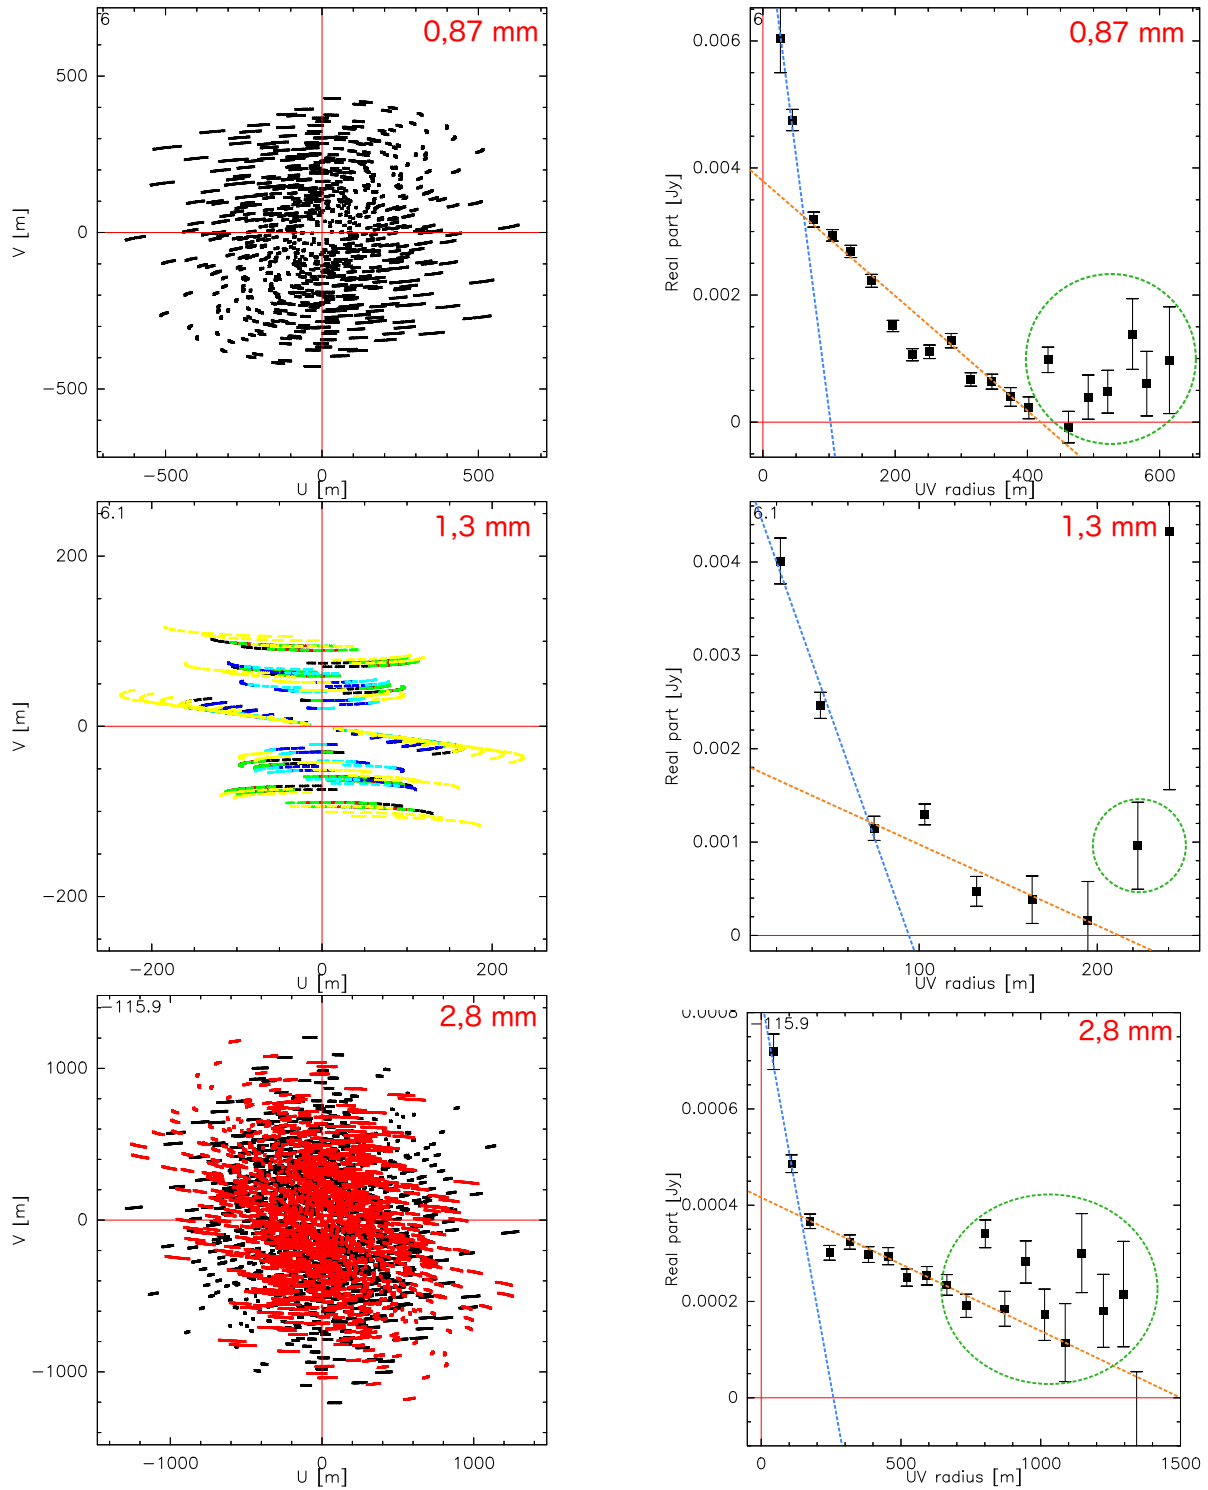 6
0,87 mm
500
0
−500
V [m]
−500
0
500
U [m]
6
0,87 mm
0.006
0.004
0.002
0
Real part [Jy]
0
200
400
600
UV radius [m]
6.1
1,3 mm
200
0
−200
V [m]
−200
0
200
U [m]
6.1
1,3 mm
0.004
0.003
0.002
0.001
0
Real part [Jy]
100
200
UV radius [m]
−115.9
2,8 mm
1000
0
−1000
V [m]
−1000
0
1000
U [m]
−115.9
2,8 mm
0.0008
0.0006
0.0004
0.0002
0
Real part [Jy]
0
500
1000
1500
UV radius [m]